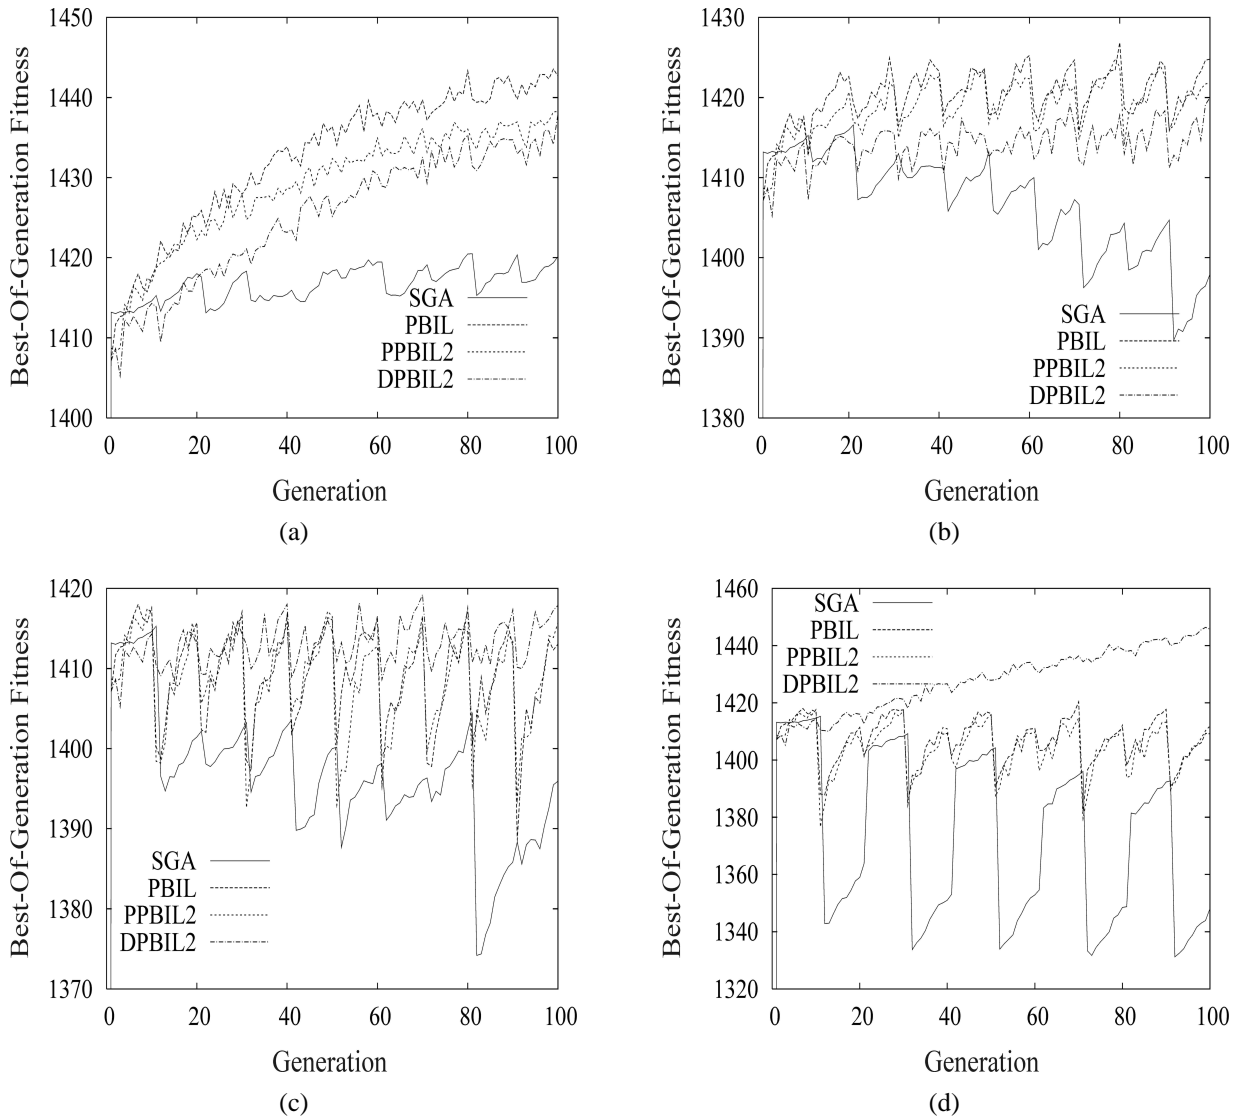 Best-Of-Generation Fitness
1450
1440
1430
1420
1410
1400
SGA
PBIL
PPBIL2
DPBIL2
0 20 40 60 80 100
Generation
(a)
Best-Of-Generation Fitness
1430
1420
1410
1400
1390
1380
SGA
PBIL
PPBIL2
DPBIL2
0 20 40 60 80 100
Generation
(b)
Best-Of-Generation Fitness
1420
1410
1400
1390
1380
1370
SGA
PBIL
PPBIL2
DPBIL2
0 20 40 60 80 100
Generation
(c)
Best-Of-Generation Fitness
1460
1440
1420
1400
1380
1360
1340
1320
SGA
PBIL
PPBIL2
DPBIL2
0 20 40 60 80 100
Generation
(d)